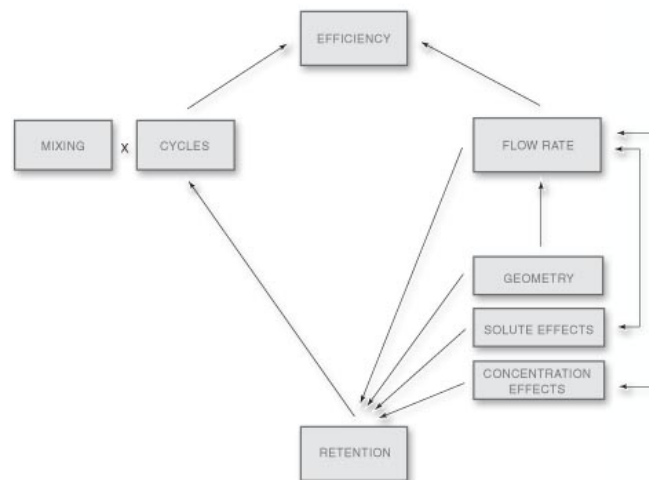 EFFICIENCY
MIXING x CYCLES
FLOW RATE
GEOMETRY
SOLUTE EFFECTS
CONCENTRATION
EFFECTS
RETENTION